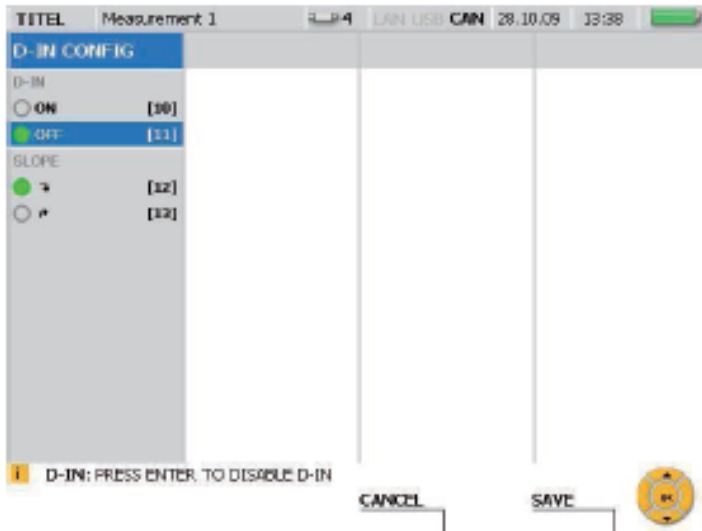 TITEL Measurement 1 4 LAN USB CAN 28.10.09 13:38
D-IN CONFIG
D-IN
ON [10]
OFF [11]
SLOPE
[12]
[13]
i D-IN: PRESS ENTER TO DISABLE D-IN
CANCEL SAVE
OK